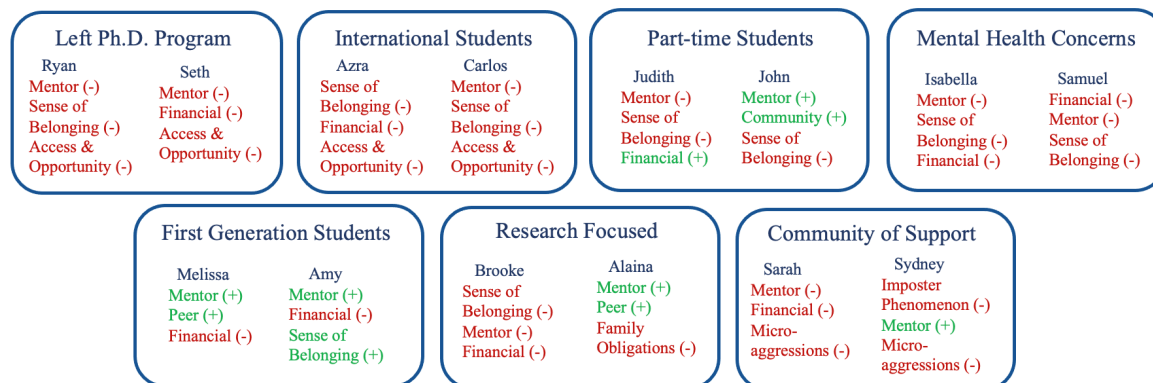 Left Ph.D. Program
Ryan
Mentor (-)
Sense of
Belonging (-)
Access &
Opportunity (-)
Seth
Mentor (-)
Financial (-)
Access &
Opportunity (-)
International Students
Azra
Sense of
Belonging (-)
Financial (-)
Access &
Opportunity (-)
Carlos
Mentor (-)
Sense of
Belonging (-)
Access &
Opportunity (-)
Part-time Students
Judith
Mentor (-)
Sense of
Belonging (-)
Financial (+)
John
Mentor (+)
Community (+)
Sense of
Belonging (-)
Mental Health Concerns
Isabella
Mentor (-)
Sense of
Belonging (-)
Financial (-)
Samuel
Financial (-)
Mentor (-)
Sense of
Belonging (-)
First Generation Students
Melissa
Mentor (+)
Peer (+)
Financial (-)
Amy
Mentor (+)
Financial (-)
Sense of
Belonging (+)
Research Focused
Brooke
Sense of
Belonging (-)
Mentor (-)
Financial (-)
Alaina
Mentor (+)
Peer (+)
Family
Obligations (-)
Community of Support
Sarah
Mentor (-)
Financial (-)
Micro-
aggressions (-)
Sydney
Imposter
Phenomenon (-)
Mentor (+)
Micro-
aggressions (-)